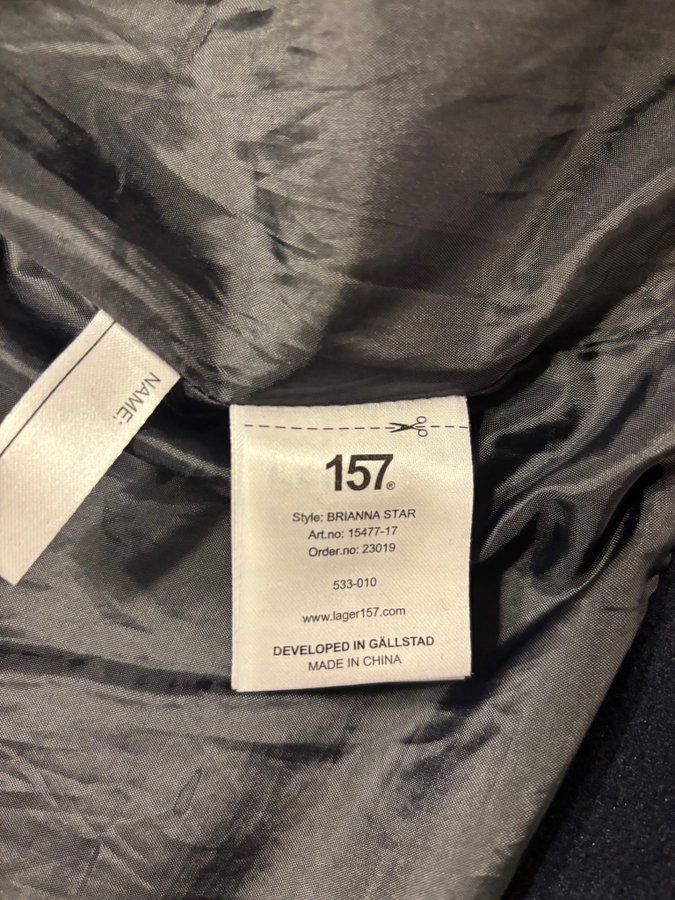 NAME:
157®
Style: BRIANNA STAR
Art.no: 15477-17
Order.no: 23019
533-010
www.lager157.com
DEVELOPED IN GÄLLSTAD
MADE IN CHINA